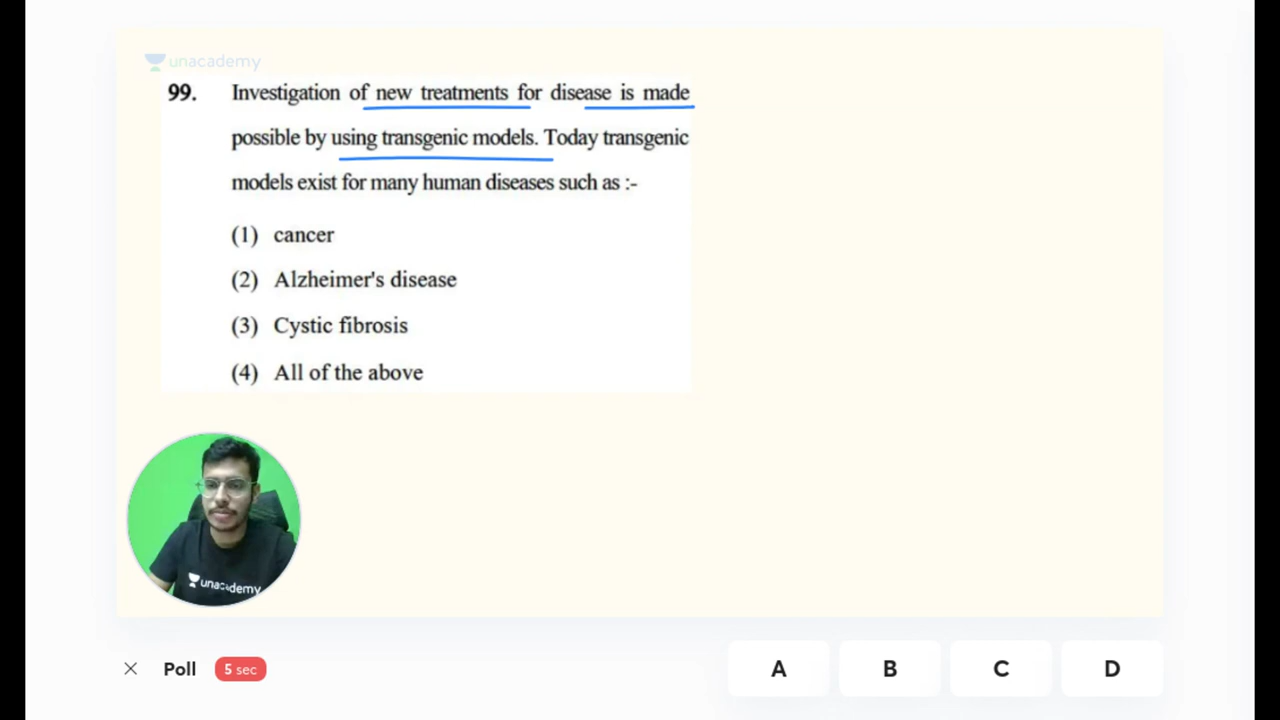 unacademy
99. Investigation of new treatments for disease is made
possible by using transgenic models. Today transgenic
models exist for many human diseases such as :-
(1) cancer
(2) Alzheimer's disease
(3) Cystic fibrosis
(4) All of the above
unacademy
Poll 5 sec A B C D